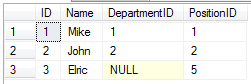 ID Name DepartmentID PositionID
1 1 Mike 1 1
2 2 John 2 2
3 3 Elric NULL 5